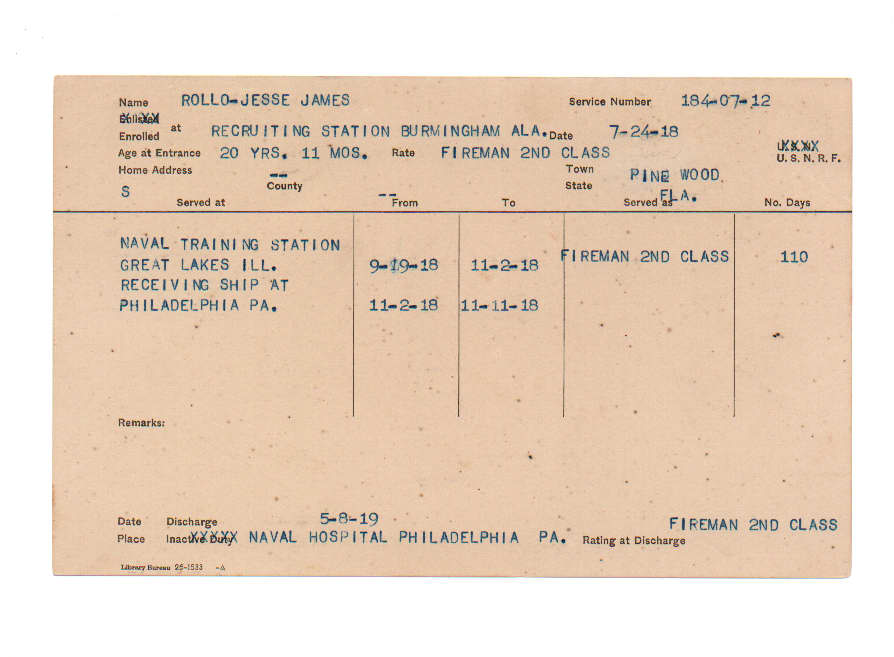 Name ROLLO-JESSE JAMES Service Number 184-07-12
Enlisted
Enrolled at RECRUITING STATION BURMINGHAM ALA. Date 7-24-18
Age at Entrance 20 YRS. 11 MOS. Rate FIREMAN 2ND CLASS U. S. N. R. F.
Home Address Town PINE WOOD.
S -- County -- State FLA.
Served at From To Served as No. Days
NAVAL TRAINING STATION
GREAT LAKES ILL. 9-19-18 11-2-18 FIREMAN 2ND CLASS 110
RECEIVING SHIP AT
PHILADELPHIA PA. 11-2-18 11-11-18
Remarks:
Date Discharge 5-8-19 FIREMAN 2ND CLASS
Place Inactive Duty NAVAL HOSPITAL PHILADELPHIA PA. Rating at Discharge
Library Bureau 25-1533 -A